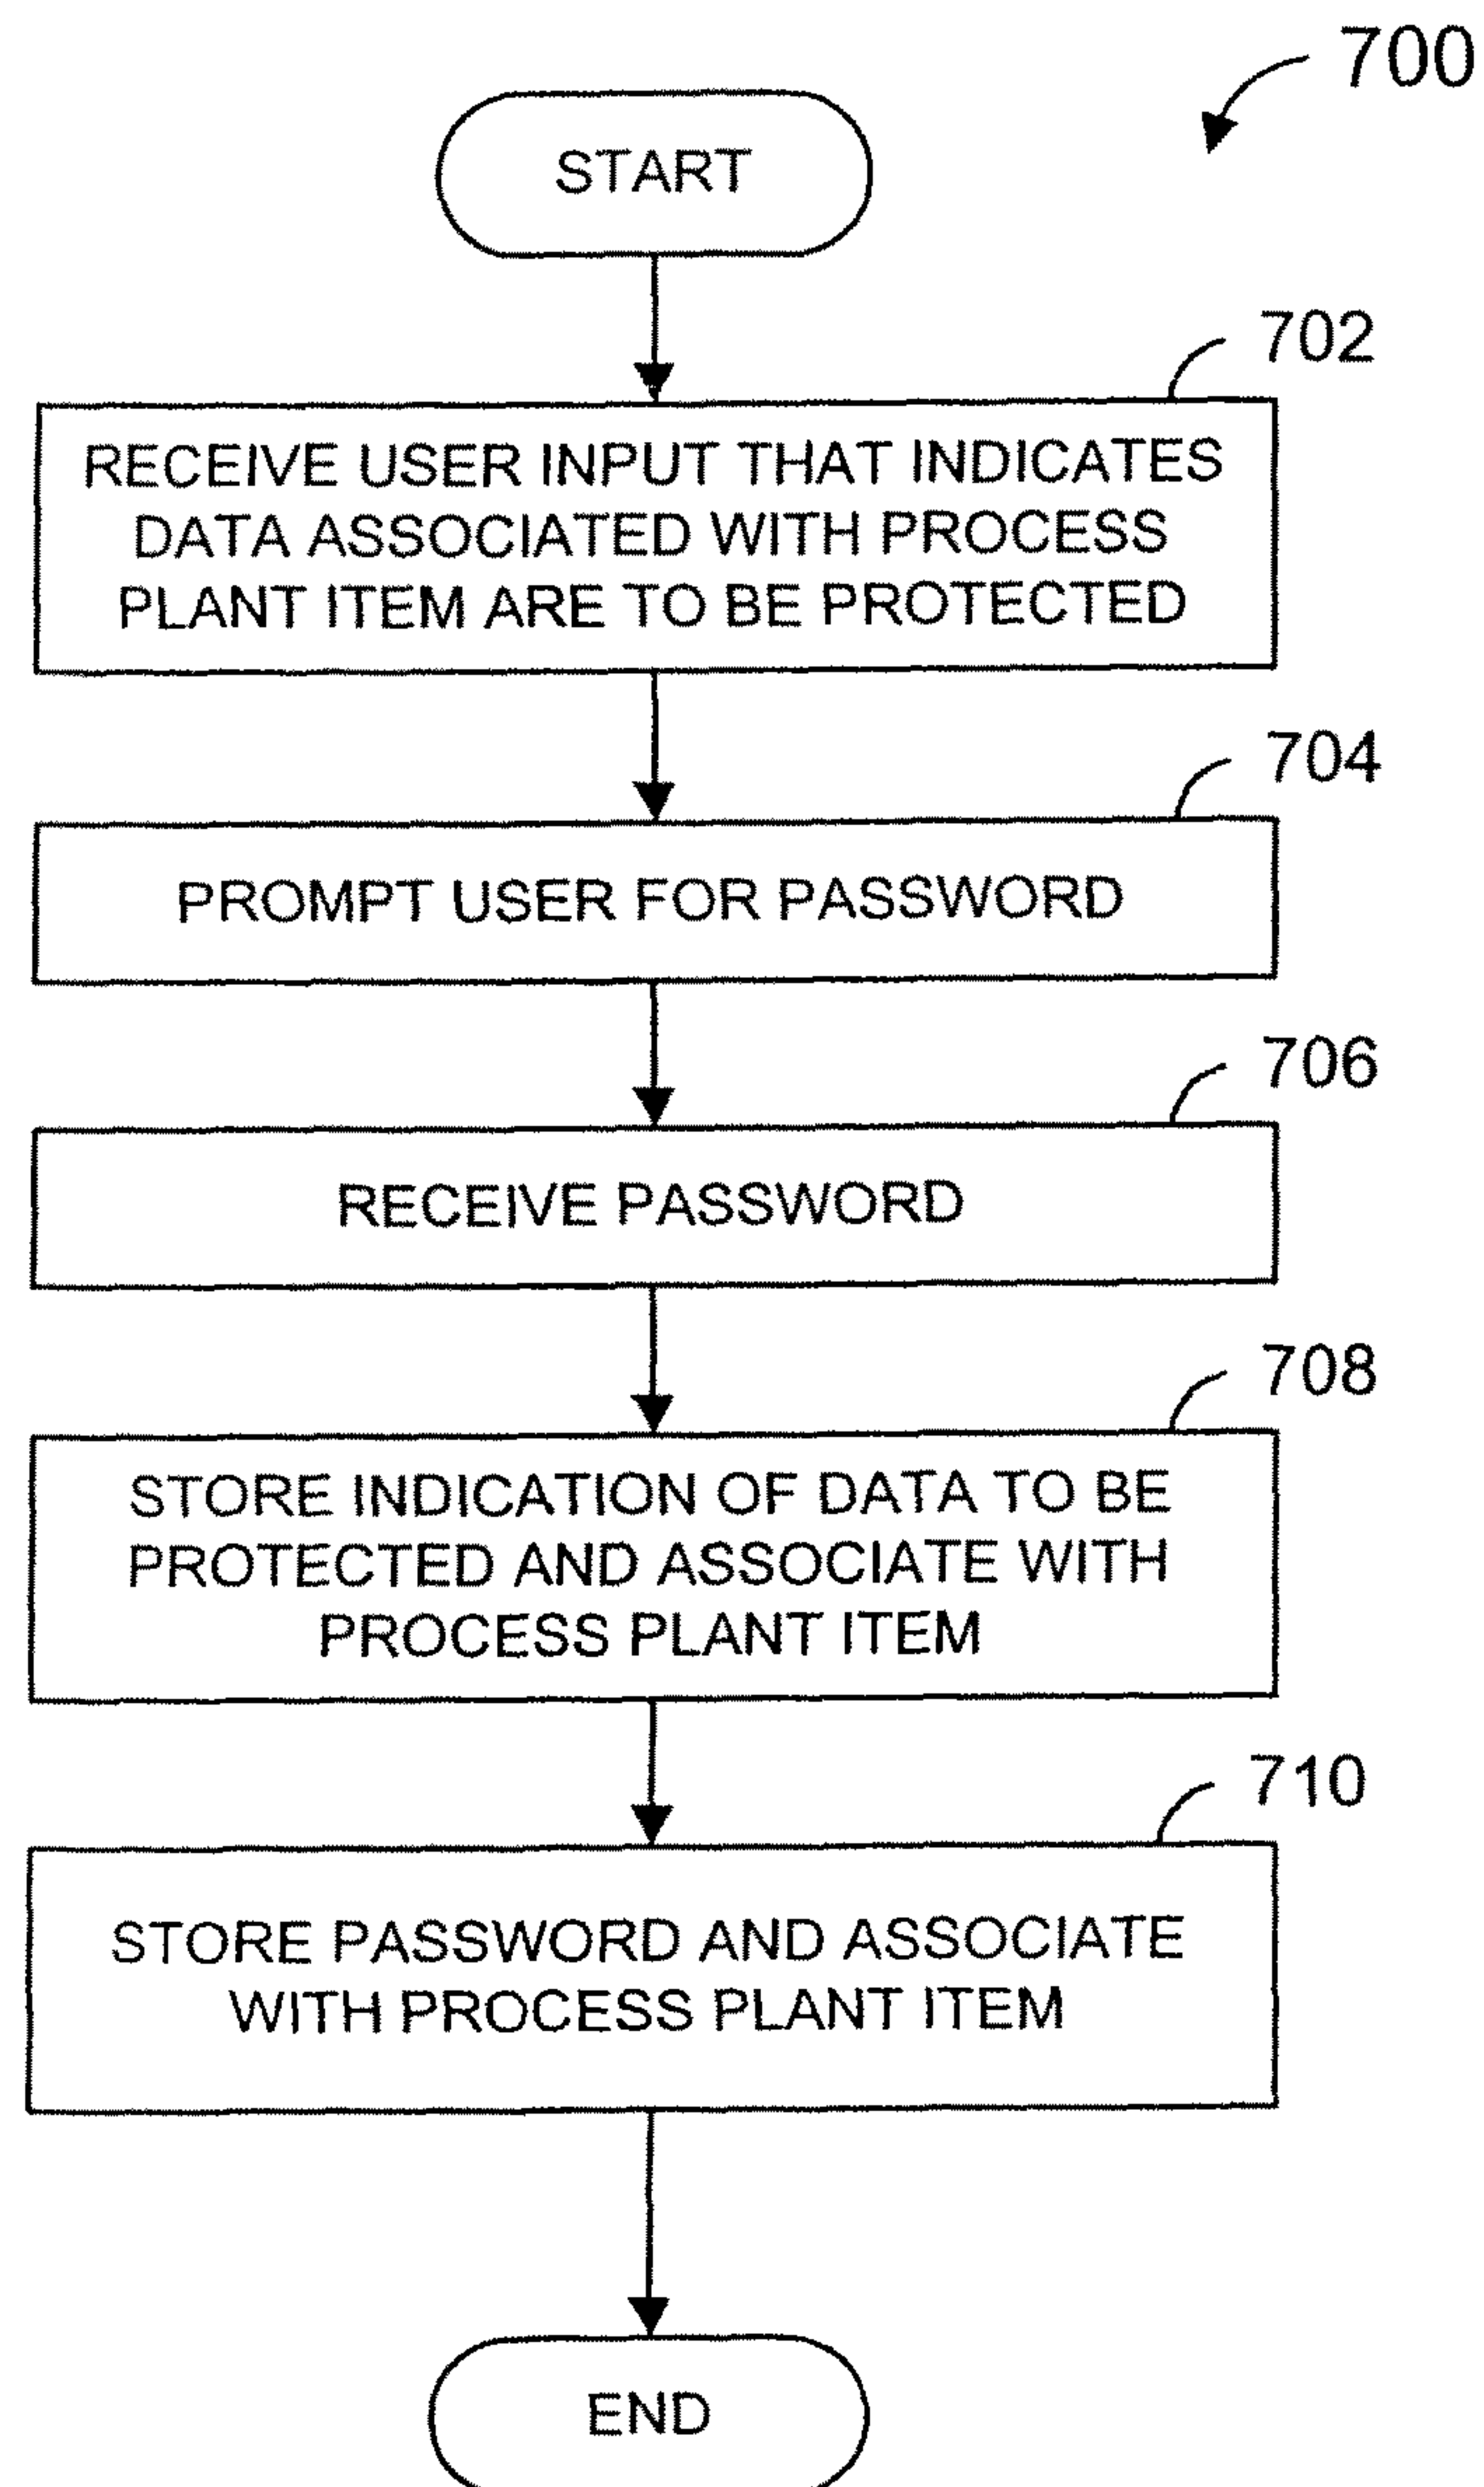 700
START
702
RECEIVE USER INPUT THAT INDICATES
DATA ASSOCIATED WITH PROCESS
PLANT ITEM ARE TO BE PROTECTED
704
PROMPT USER FOR PASSWORD
706
RECEIVE PASSWORD
708
STORE INDICATION OF DATA TO BE
PROTECTED AND ASSOCIATE WITH
PROCESS PLANT ITEM
710
STORE PASSWORD AND ASSOCIATE
WITH PROCESS PLANT ITEM
END